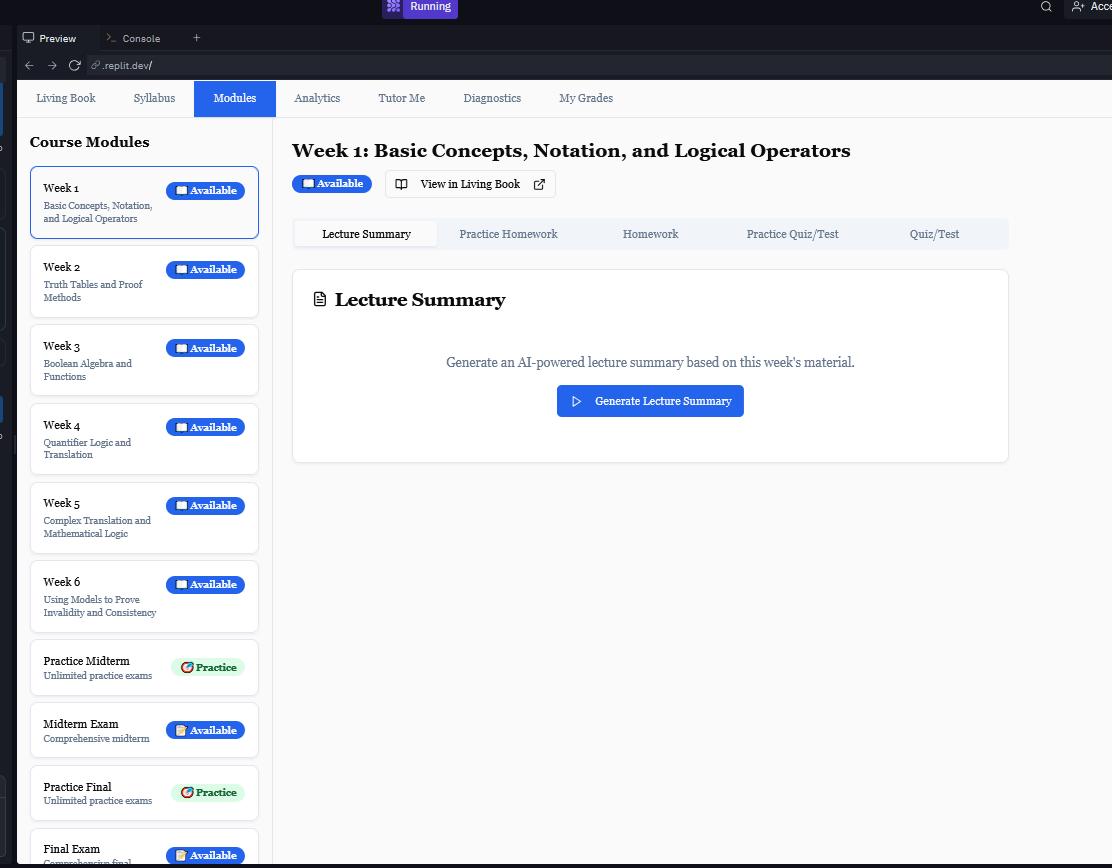 Running
Acce
Preview
Console
.replit.dev/
Living Book
Syllabus
Modules
Analytics
Tutor Me
Diagnostics
My Grades
Course Modules
Week 1
Available
Basic Concepts, Notation,
and Logical Operators
Week 2
Available
Truth Tables and Proof
Methods
Week 3
Available
Boolean Algebra and
Functions
Week 4
Available
Quantifier Logic and
Translation
Week 5
Available
Complex Translation and
Mathematical Logic
Week 6
Available
Using Models to Prove
Invalidity and Consistency
Practice Midterm
Practice
Unlimited practice exams
Midterm Exam
Available
Comprehensive midterm
Practice Final
Practice
Unlimited practice exams
Final Exam
Available
Comprehensive final
Week 1: Basic Concepts, Notation, and Logical Operators
Available
View in Living Book
Lecture Summary
Practice Homework
Homework
Practice Quiz/Test
Quiz/Test
Lecture Summary
Generate an AI-powered lecture summary based on this week's material.
Generate Lecture Summary